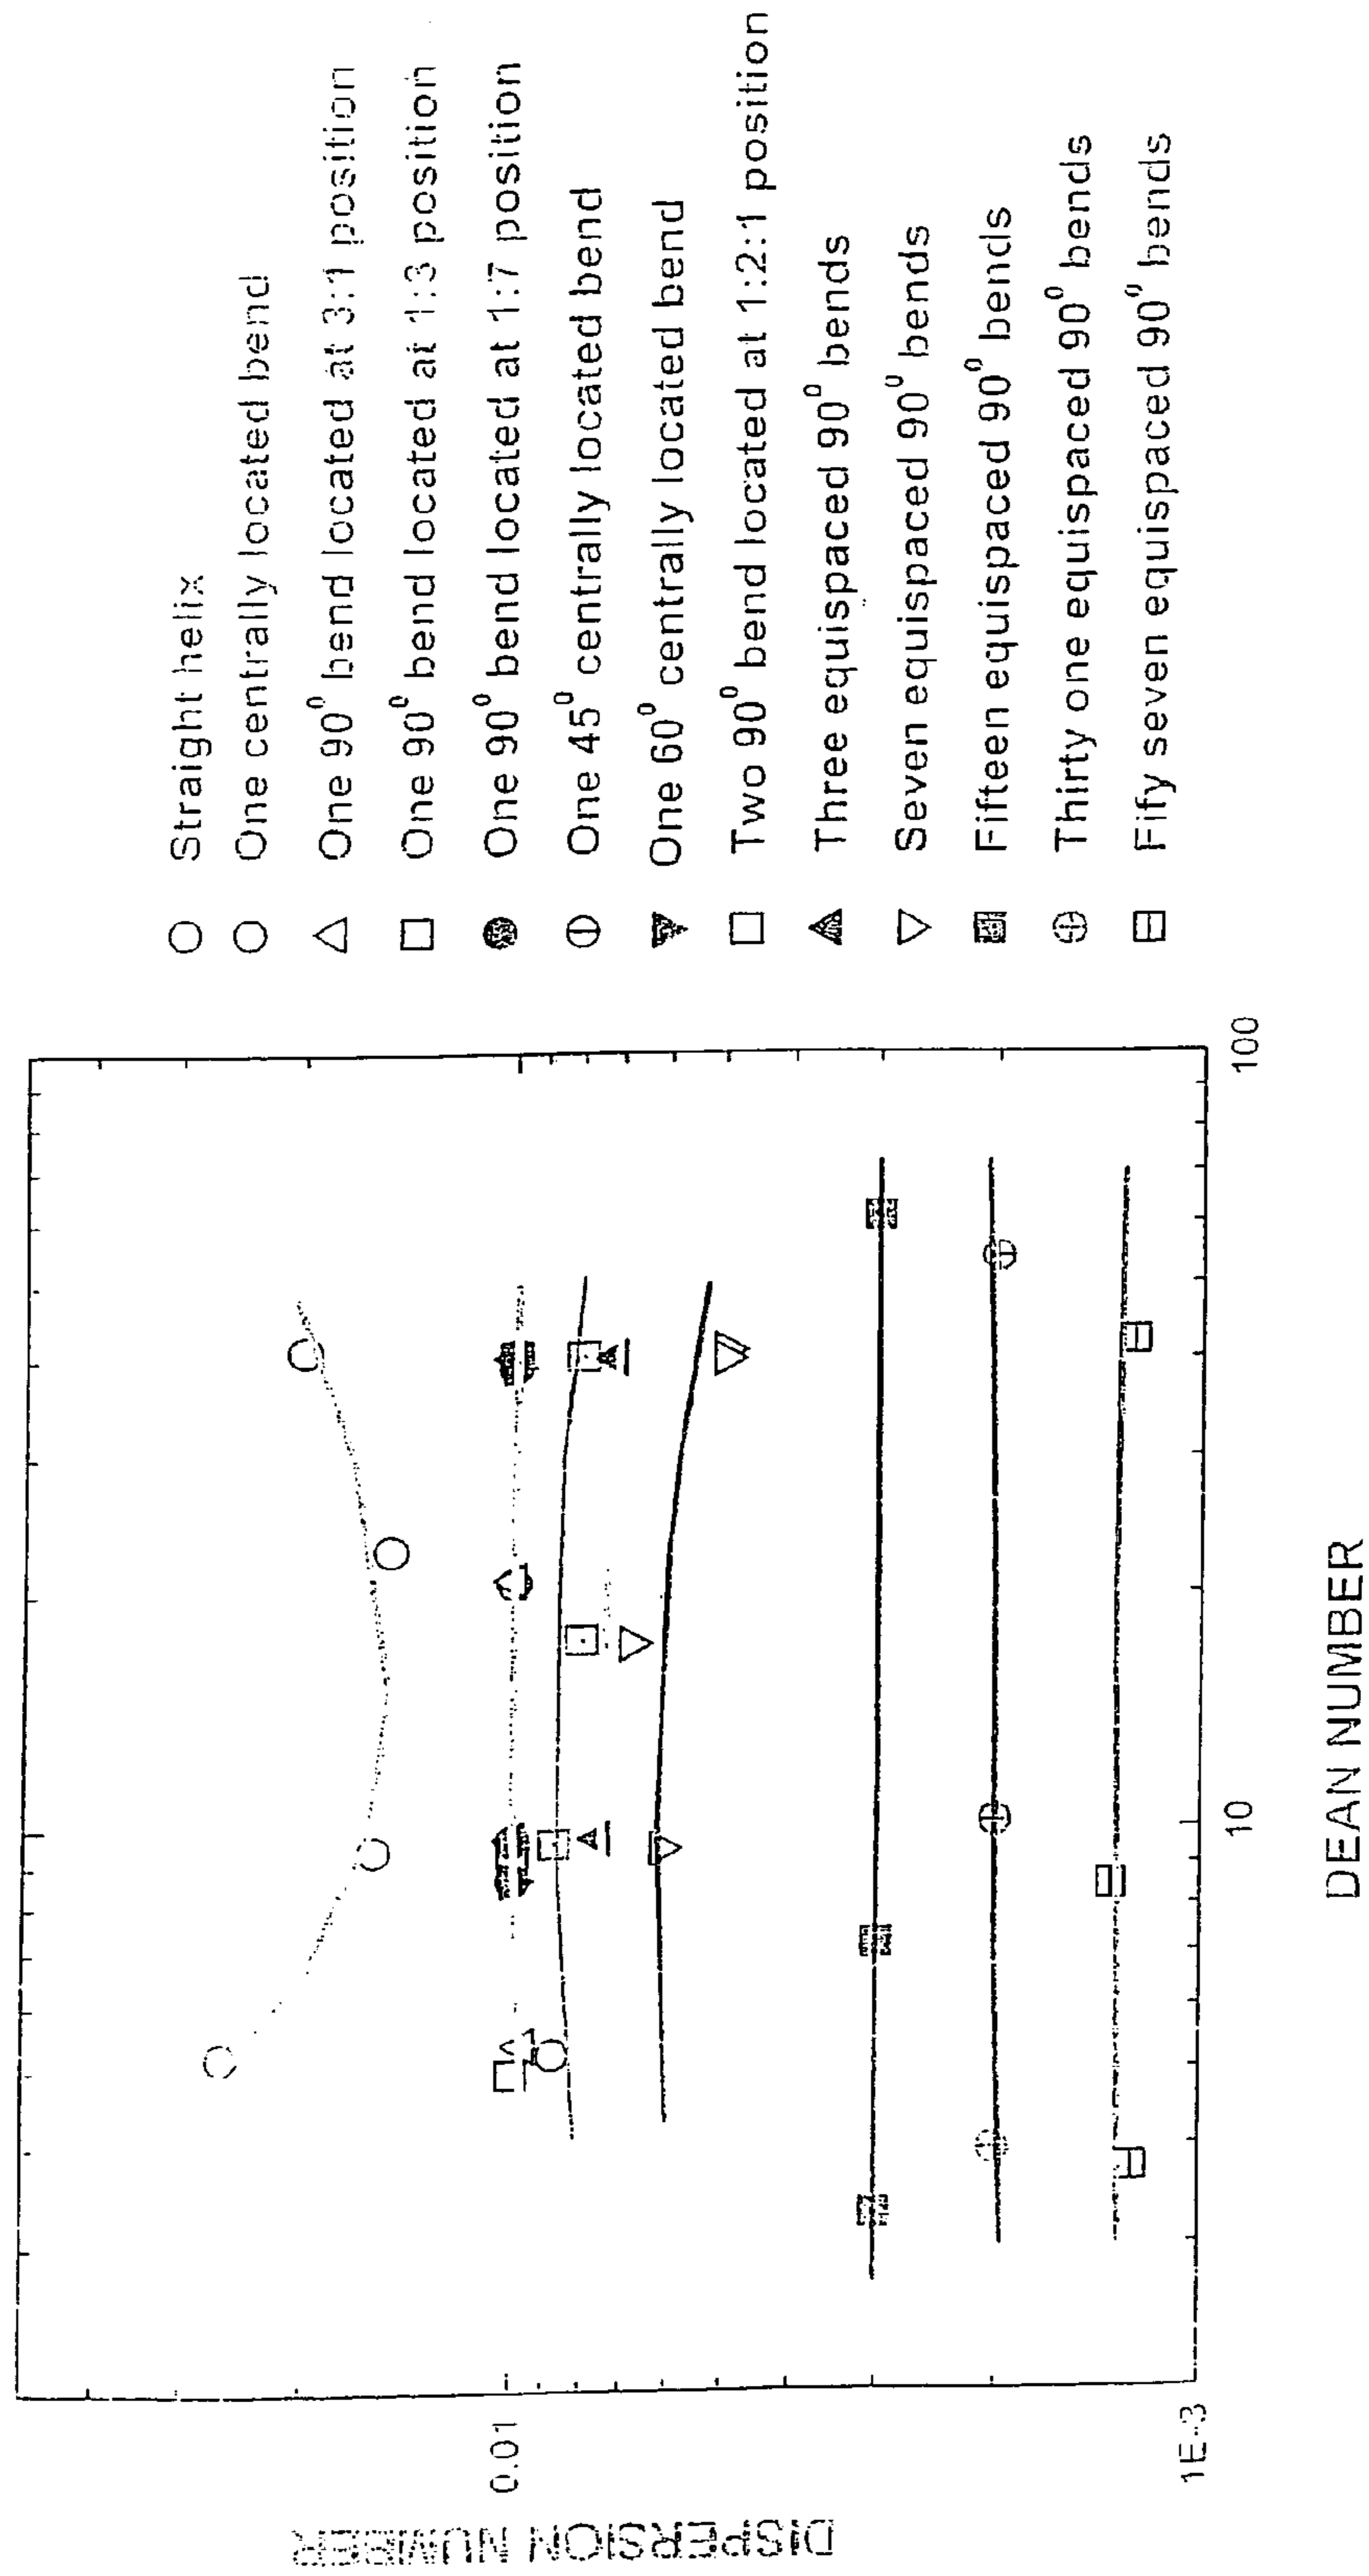 DISPERSION NUMBER
0.01
1E-3
10
100
DEAN NUMBER
Straight helix
One centrally located bend
One 90⁰ bend located at 3:1 position
One 90⁰ bend located at 1:3 position
One 90⁰ bend located at 1:7 position
One 45⁰ centrally located bend
One 60⁰ centrally located bend
Two 90⁰ bend located at 1:2:1 position
Three equispaced 90⁰ bends
Seven equispaced 90⁰ bends
Fifteen equispaced 90⁰ bends
Thirty one equispaced 90⁰ bends
Fify seven equispaced 90⁰ bends